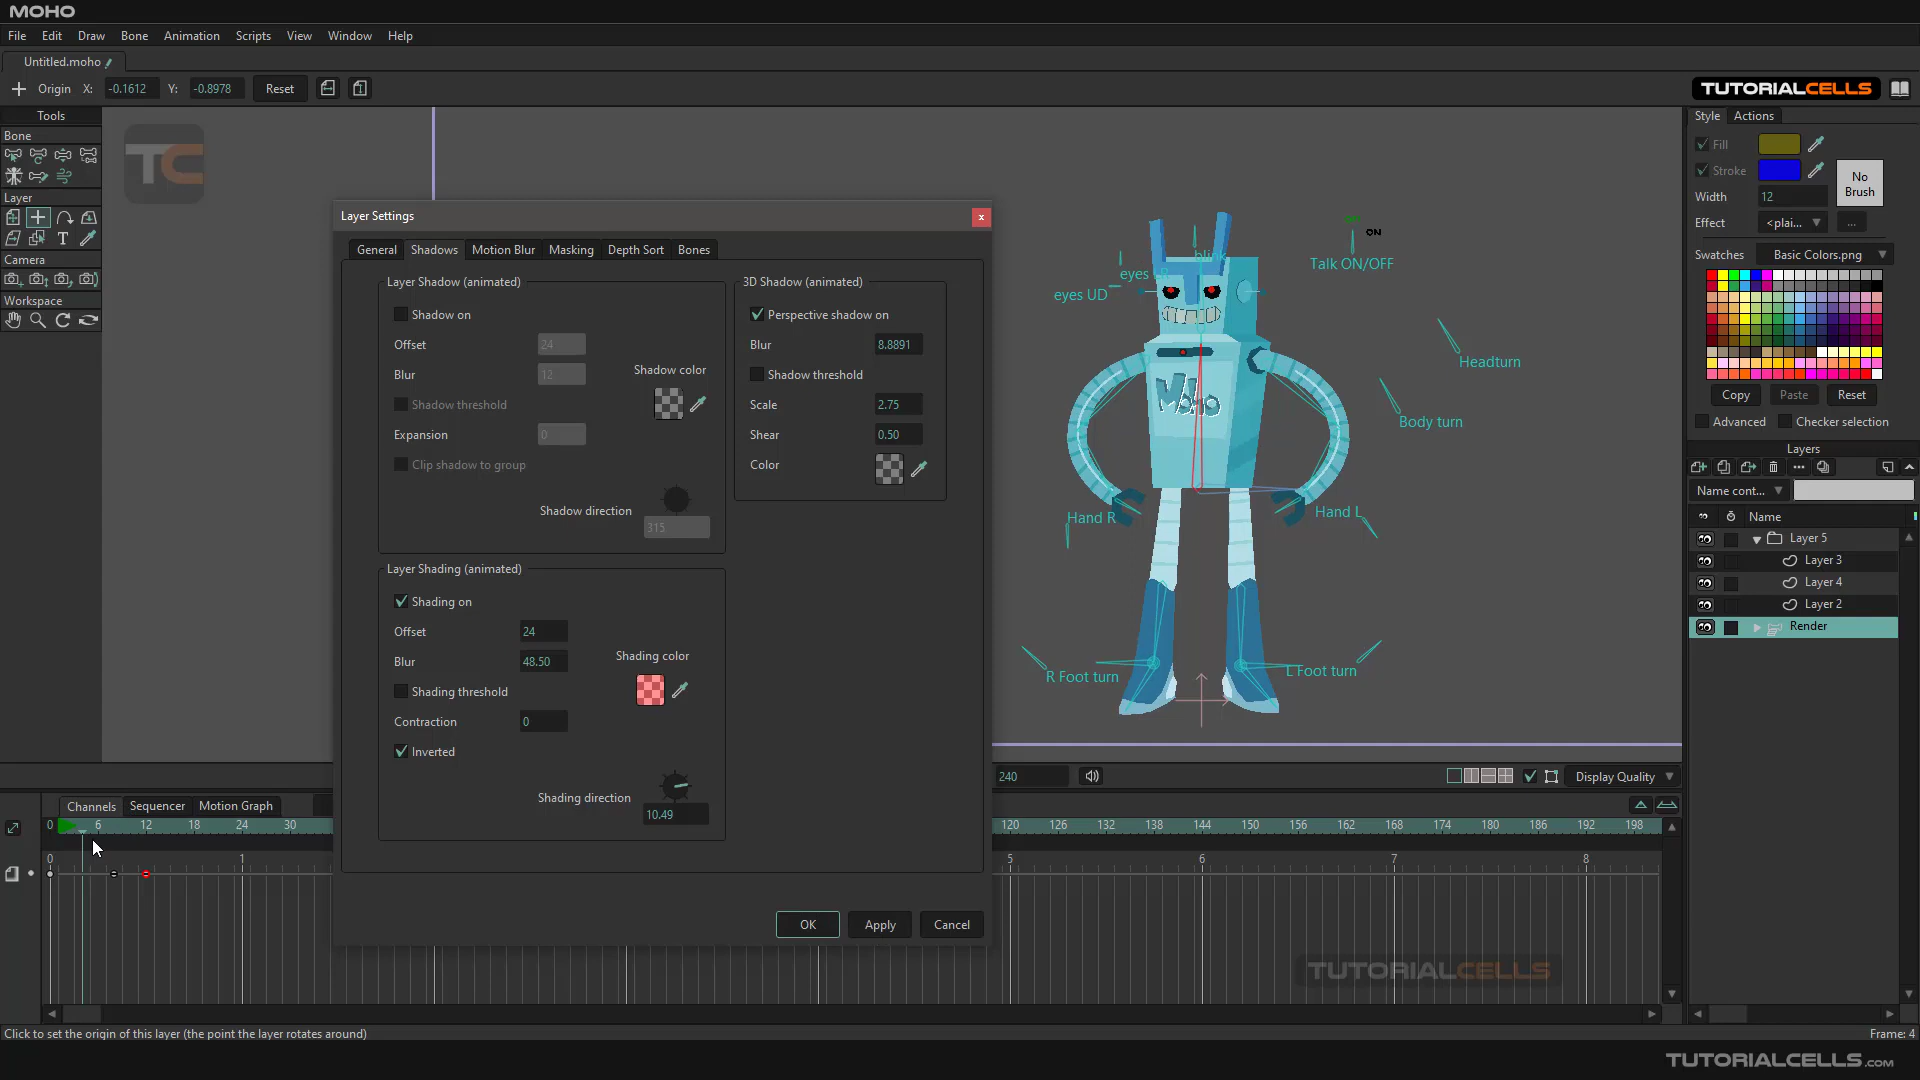 MOHO
File Edit Draw Bone Animation Scripts View Window Help
Untitled.moho
Origin X: -0.1612 Y: -0.8978 Reset
TUTORIALCELLS
Tools
Bone
Layer
T
Camera
Workspace
TC
Layer Settings
x
General Shadows Motion Blur Masking Depth Sort Bones
Layer Shadow (animated)
Shadow on
Offset 24
Blur 12
Shadow threshold
Expansion 0
Clip shadow to group
Shadow color
Shadow direction
315
3D Shadow (animated)
Perspective shadow on
Blur 8.8891
Shadow threshold
Scale 2.75
Shear 0.50
Color
Layer Shading (animated)
Shading on
Offset 24
Blur 48.50
Shading threshold
Contraction 0
Inverted
Shading color
Shading direction
10.49
OK Apply Cancel
blink
eyes
eyes UD
ON
Talk ON/OFF
Headturn
Body turn
MOHO
Hand R
Hand L
R Foot turn
L Foot turn
Style Actions
Fill
Stroke
No Brush
Width 12
Effect <plai... ...
Swatches Basic Colors.png
Copy Paste Reset
Advanced Checker selection
Layers
Name cont...
Name
Layer 5
Layer 3
Layer 4
Layer 2
Render
240
Display Quality
Channels Sequencer Motion Graph
0 6 12 18 24 30 120 126 132 138 144 150 156 162 168 174 180 186 192 198
0 1 5 6 7 8
TUTORIALCELLS
Click to set the origin of this layer (the point the layer rotates around)
Frame: 4
TUTORIALCELLS.COM